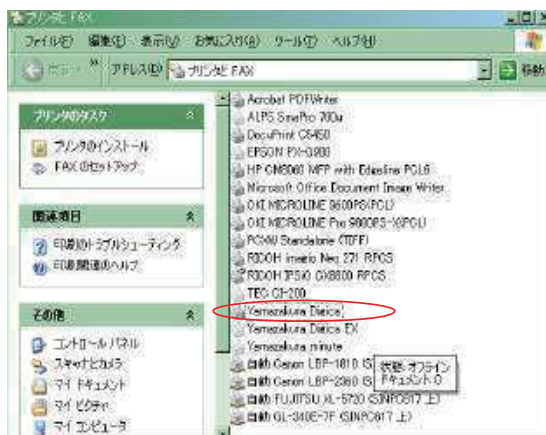 プリンタと FAX
ファイル(F) 編集(E) 表示(V) お気に入り(A) ツール(T) ヘルプ(H)
アドレス(D) プリンタと FAX 移動
プリンタのタスク
プリンタのインストール
FAX のセットアップ
関連項目
印刷のトラブルシューティング
印刷関連のヘルプ
その他
コントロール パネル
スキャナとカメラ
マイ ドキュメント
マイ ピクチャ
マイ コンピュータ
Acrobat PDFWriter
ALPS SmaPro 700u
DocuPrint C5450
EPSON PX-G900
HP CM8060 MFP with Edgeline PCL6
Microsoft Office Document Image Writer
OKI MICROLINE 9600PS(PCL)
OKI MICROLINE Pro 9800PS-X(PCL)
Standalone (TIFF)
RICOH imagio Neo 271 RPCS
RICOH IPSiO GX8800 RPCS
TEC CI-200
Yamazakura Diaica
Yamazakura Diaica EX
Yamazakura minute
自動 Canon LBP-1810
自動 Canon LBP-2360
自動 FUJITSU XL-5720 (SJNPC617 上)
自動 GL-340E-7F (SJNPC617 上)
状態: オフライン
ドキュメント: 0